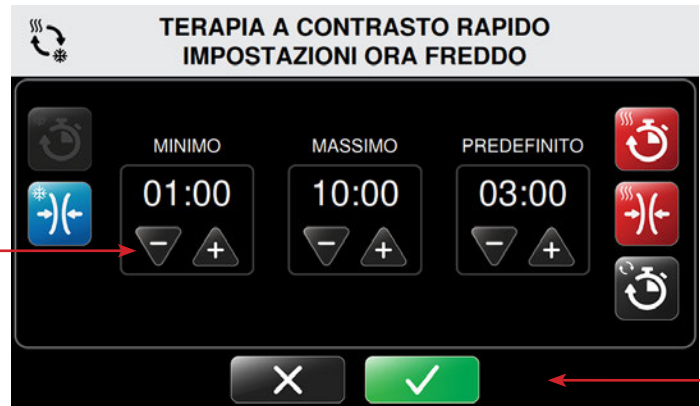 TERAPIA A CONTRASTO RAPIDO
IMPOSTAZIONI ORA FREDDO
MINIMO MASSIMO PREDEFINITO
01:00 10:00 03:00
− + − + − +